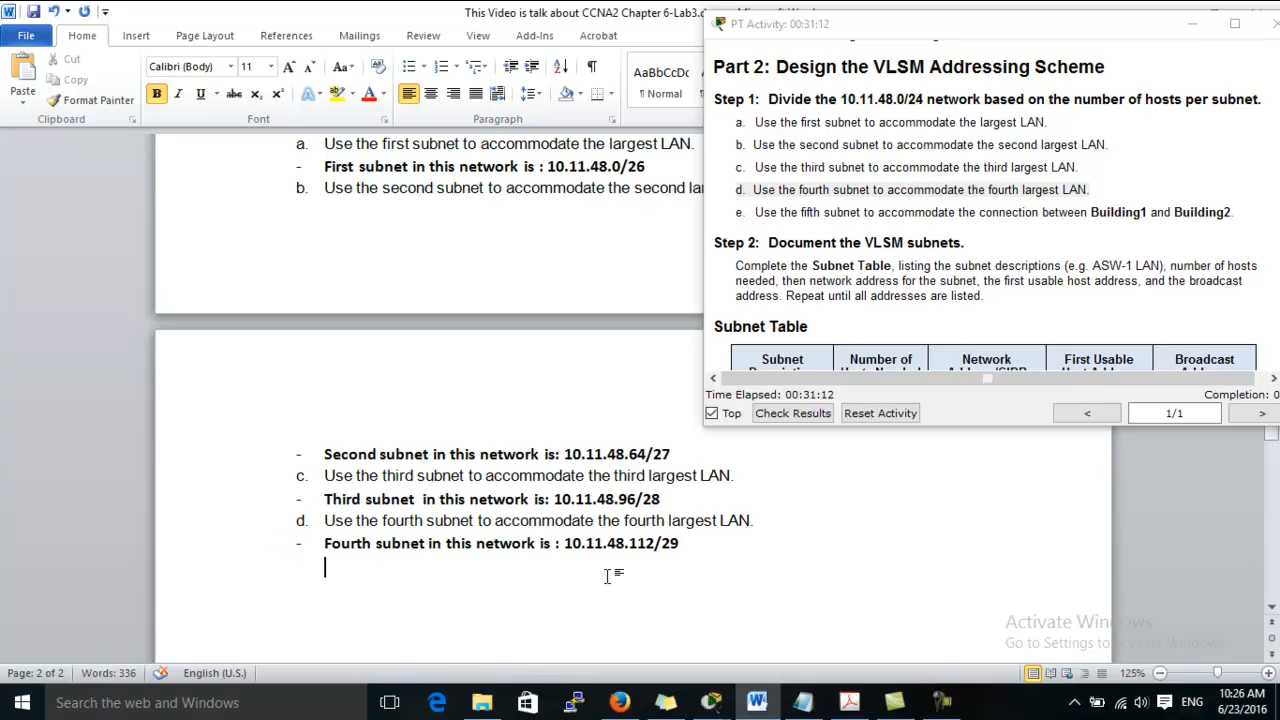 This Video is talk about CCNA2 Chapter 6-Lab3.d
PT Activity: 00:31:12
File Home Insert Page Layout References Mailings Review View Add-Ins Acrobat
Cut
Copy
Paste
Format Painter
Calibri (Body) 11
Clipboard Font Paragraph
AaBbCcDc
¶ Normal
Part 2: Design the VLSM Addressing Scheme
Step 1: Divide the 10.11.48.0/24 network based on the number of hosts per subnet.
a. Use the first subnet to accommodate the largest LAN.
b. Use the second subnet to accommodate the second largest LAN.
c. Use the third subnet to accommodate the third largest LAN.
d. Use the fourth subnet to accommodate the fourth largest LAN.
e. Use the fifth subnet to accommodate the connection between Building1 and Building2.
Step 2: Document the VLSM subnets.
Complete the Subnet Table, listing the subnet descriptions (e.g. ASW-1 LAN), number of hosts
needed, then network address for the subnet, the first usable host address, and the broadcast
address. Repeat until all addresses are listed.
Subnet Table
Subnet Number of Network First Usable Broadcast
Time Elapsed: 00:31:12 Completion: 0
Top Check Results Reset Activity < 1/1 >
a. Use the first subnet to accommodate the largest LAN.
- First subnet in this network is : 10.11.48.0/26
b. Use the second subnet to accommodate the second la
- Second subnet in this network is: 10.11.48.64/27
c. Use the third subnet to accommodate the third largest LAN.
- Third subnet in this network is: 10.11.48.96/28
d. Use the fourth subnet to accommodate the fourth largest LAN.
- Fourth subnet in this network is : 10.11.48.112/29
Activate Windows
Go to Settings to activate Windows.
Page: 2 of 2 Words: 336 English (U.S.) 125%
Search the web and Windows
ENG
10:26 AM
6/23/2016